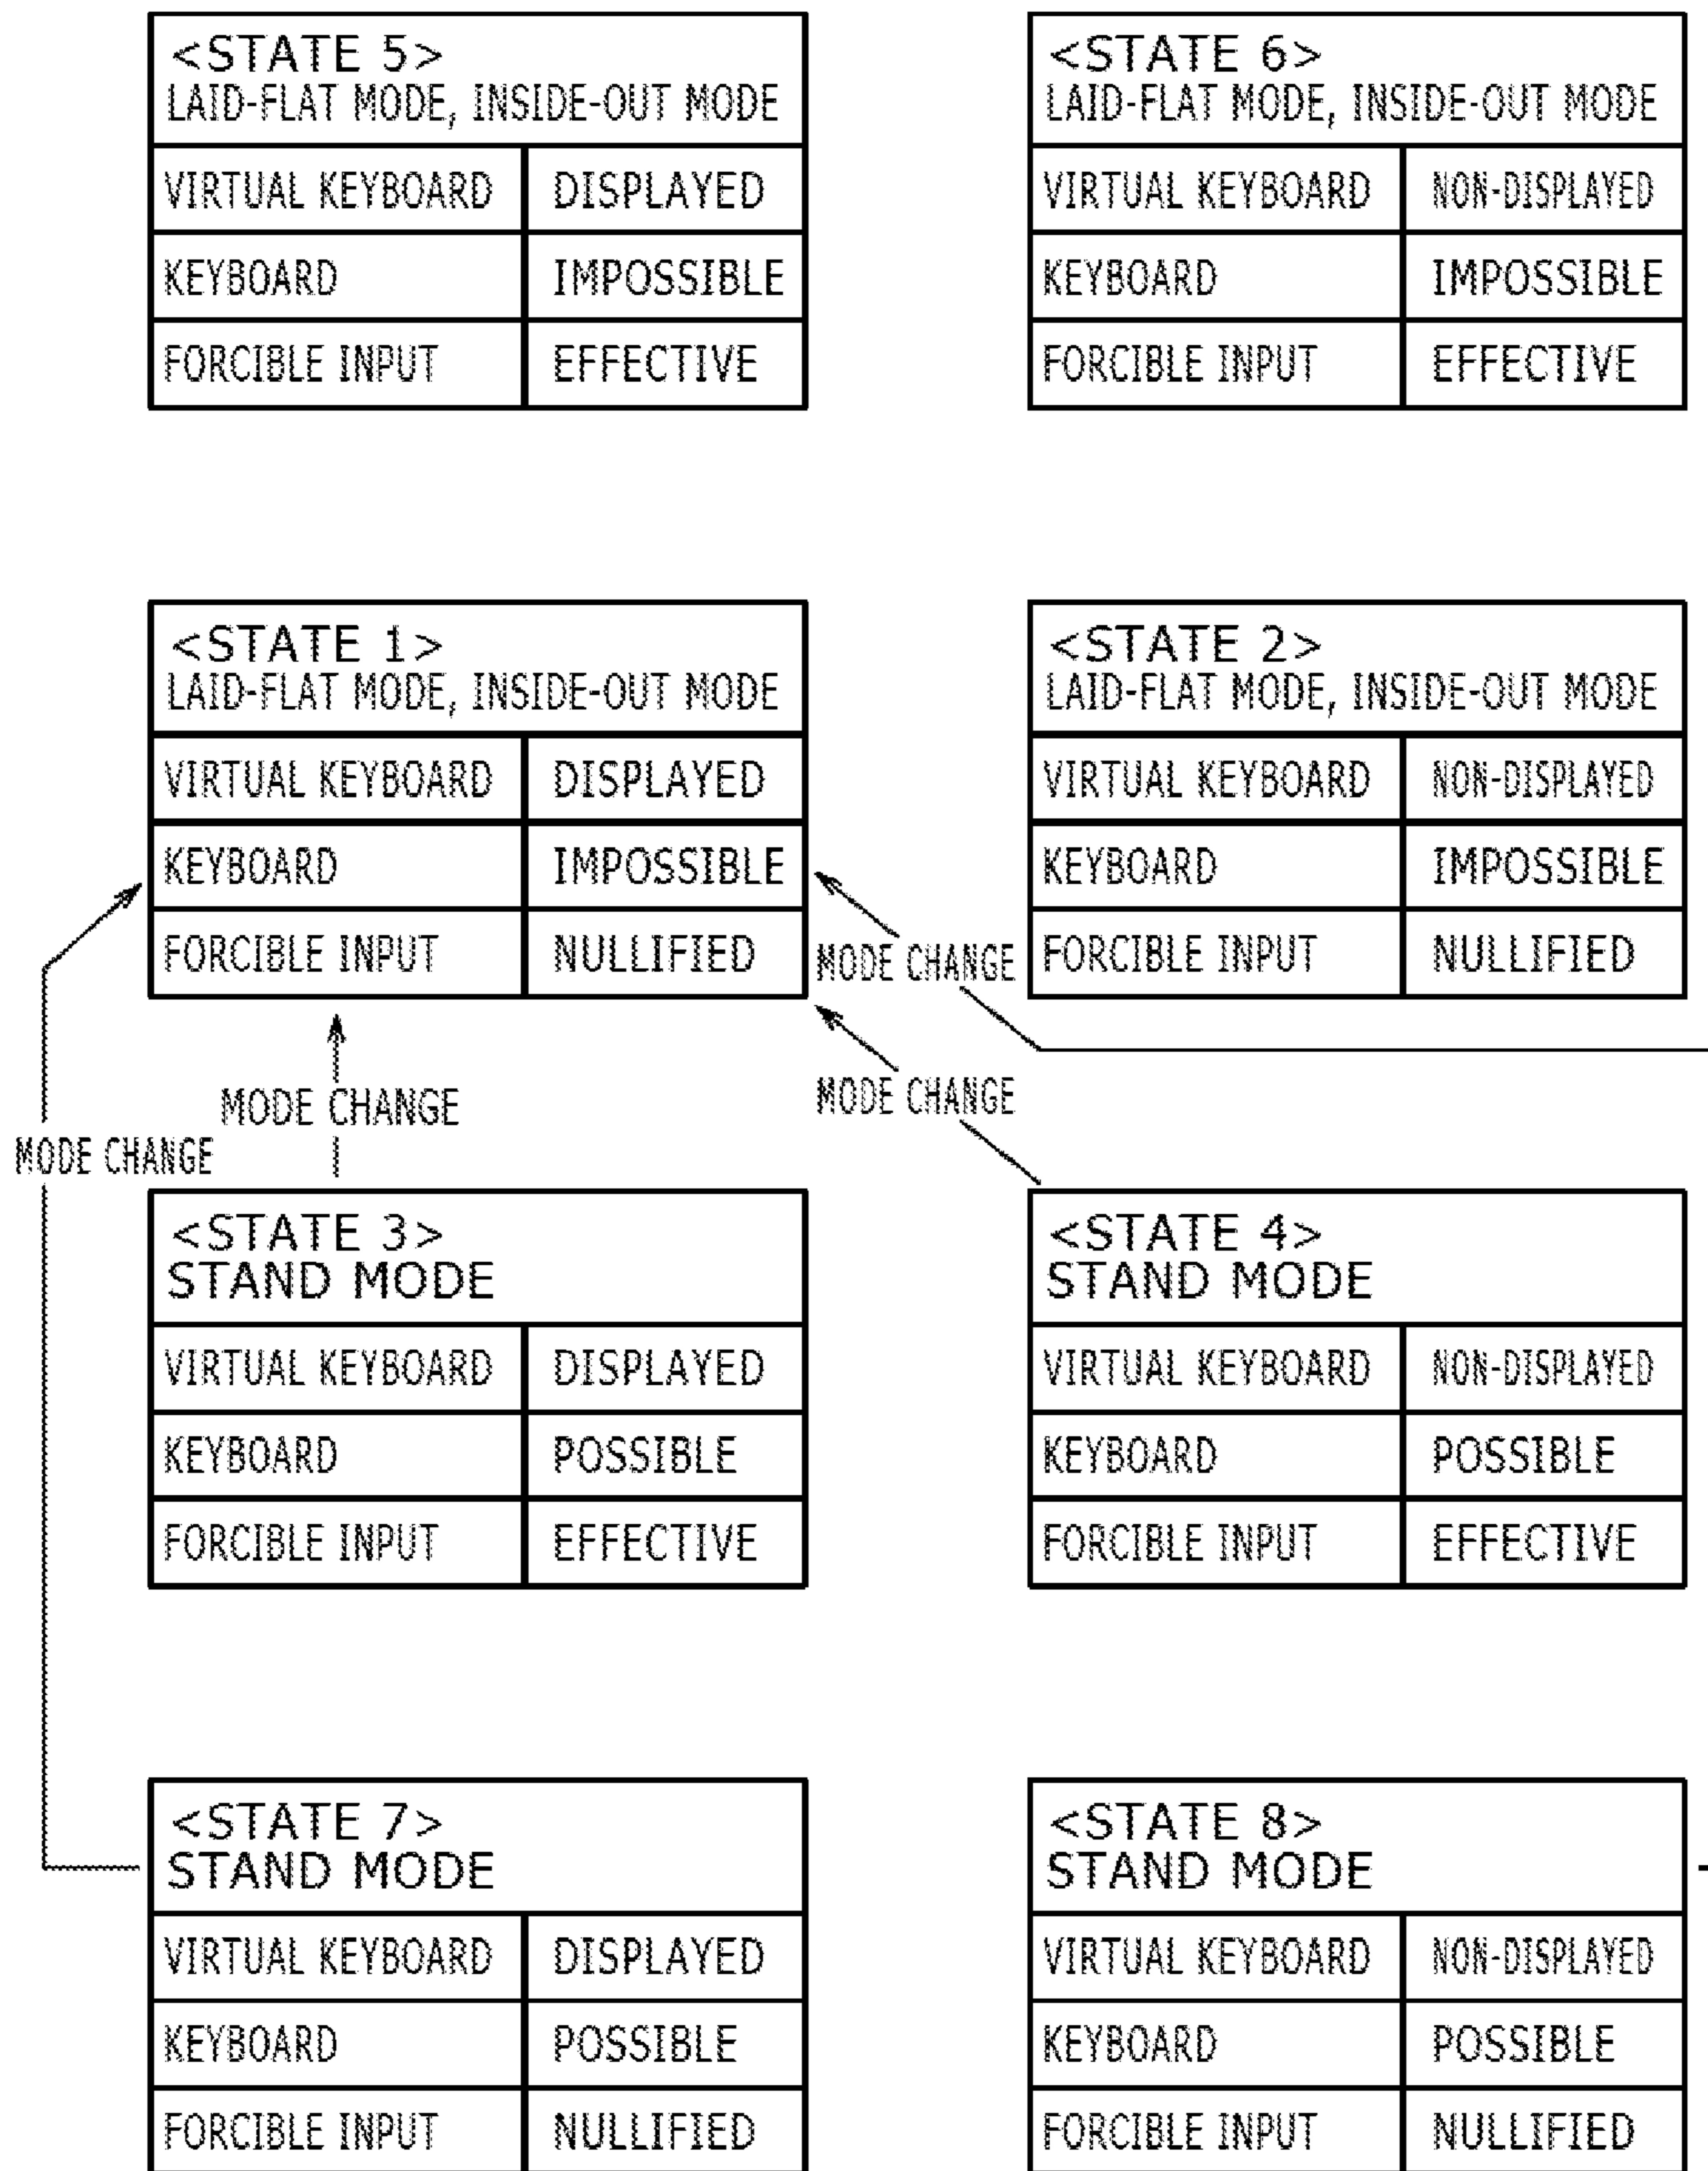 <STATE 5>
LAID-FLAT MODE, INSIDE-OUT MODE
VIRTUAL KEYBOARD DISPLAYED
KEYBOARD IMPOSSIBLE
FORCIBLE INPUT EFFECTIVE
<STATE 6>
LAID-FLAT MODE, INSIDE-OUT MODE
VIRTUAL KEYBOARD NON-DISPLAYED
KEYBOARD IMPOSSIBLE
FORCIBLE INPUT EFFECTIVE
<STATE 1>
LAID-FLAT MODE, INSIDE-OUT MODE
VIRTUAL KEYBOARD DISPLAYED
KEYBOARD IMPOSSIBLE
FORCIBLE INPUT NULLIFIED
<STATE 2>
LAID-FLAT MODE, INSIDE-OUT MODE
VIRTUAL KEYBOARD NON-DISPLAYED
KEYBOARD IMPOSSIBLE
FORCIBLE INPUT NULLIFIED
MODE CHANGE
MODE CHANGE
MODE CHANGE
MODE CHANGE
<STATE 3>
STAND MODE
VIRTUAL KEYBOARD DISPLAYED
KEYBOARD POSSIBLE
FORCIBLE INPUT EFFECTIVE
<STATE 4>
STAND MODE
VIRTUAL KEYBOARD NON-DISPLAYED
KEYBOARD POSSIBLE
FORCIBLE INPUT EFFECTIVE
<STATE 7>
STAND MODE
VIRTUAL KEYBOARD DISPLAYED
KEYBOARD POSSIBLE
FORCIBLE INPUT NULLIFIED
<STATE 8>
STAND MODE
VIRTUAL KEYBOARD NON-DISPLAYED
KEYBOARD POSSIBLE
FORCIBLE INPUT NULLIFIED